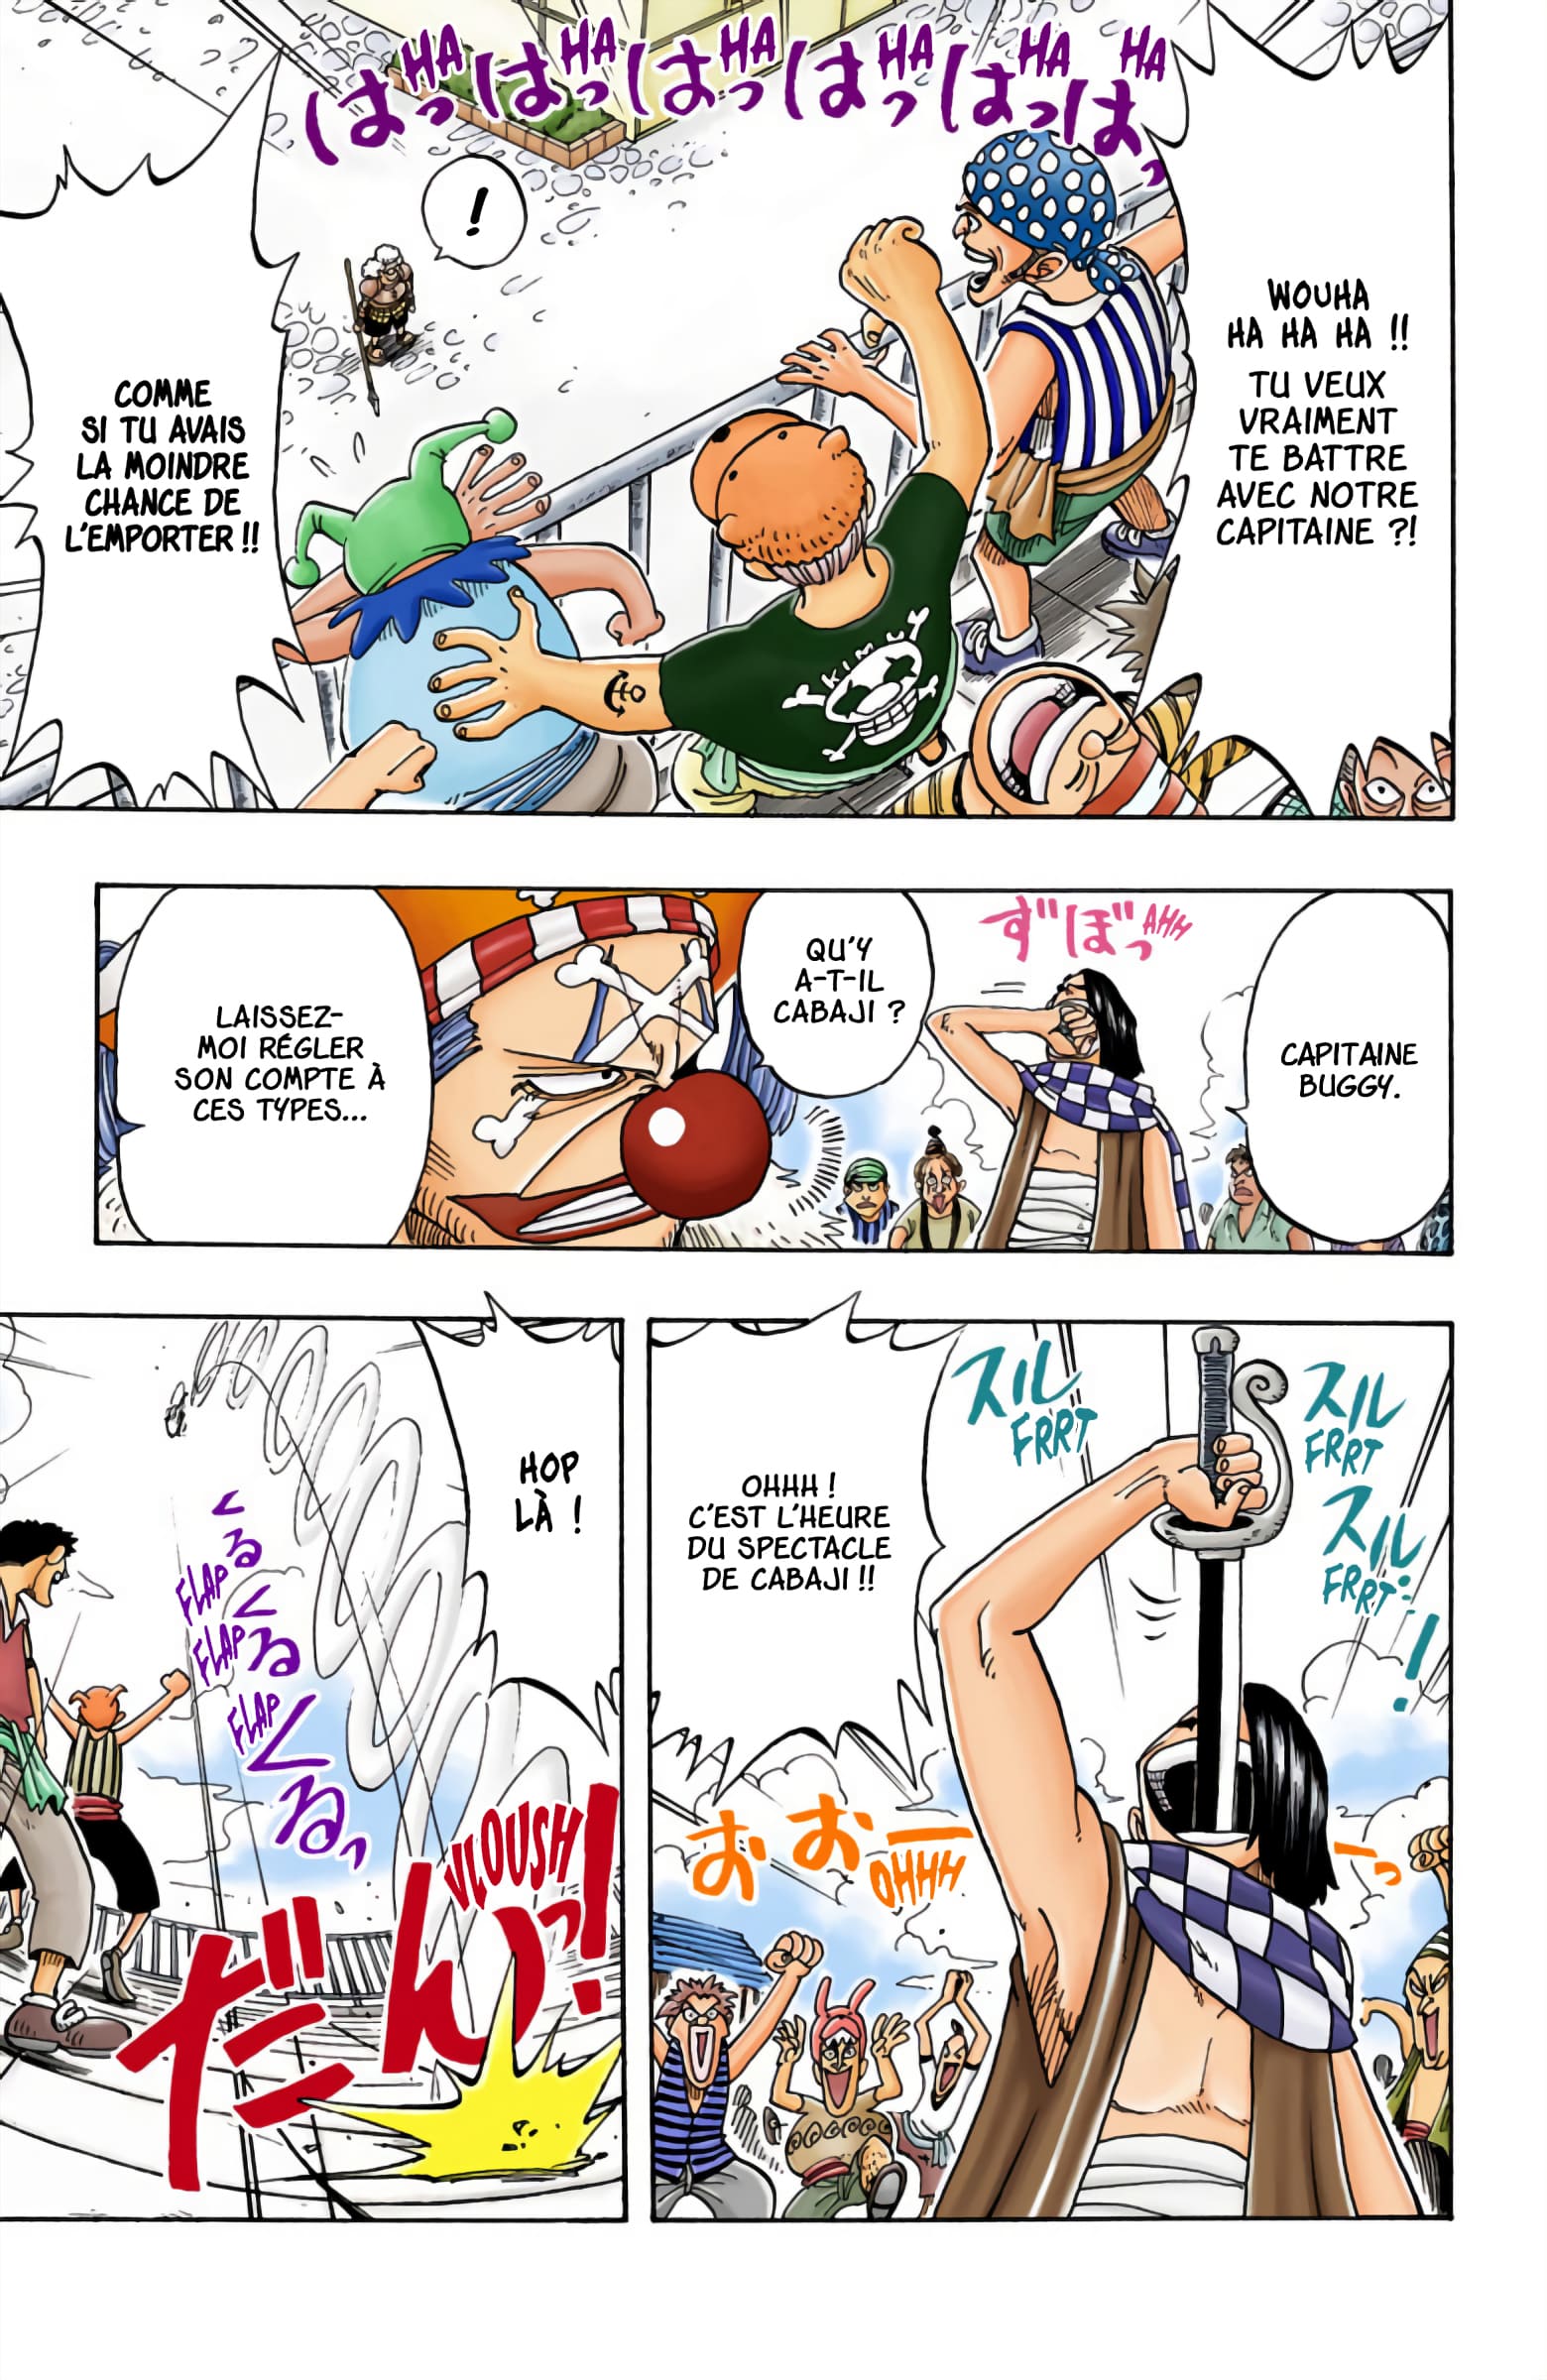 HA HA HA HA HA HA
はっはっはっはっはっはっ
WOUHA
HA HA HA !!
TU VEUX
VRAIMENT
TE BATTRE
AVEC NOTRE
CAPITAINE ?!
!
COMME
SI TU AVAIS
LA MOINDRE
CHANCE DE
L'EMPORTER !!
KIMU
CAPITAINE
BUGGY.
ずぼっ
AHH
QU'Y
A-T-IL
CABAJI ?
LAISSEZ-
MOI RÉGLER
SON COMPTE À
CES TYPES...
スル
FRRT
スル
FRRT
スル
FRRT
!
OHHH !
C'EST L'HEURE
DU SPECTACLE
DE CABAJI !!
おおーーっ
OHHH
HOP
LÀ !
くるくるくるっ
FLAP
FLAP
FLAP
だんっ!
VLOUSH